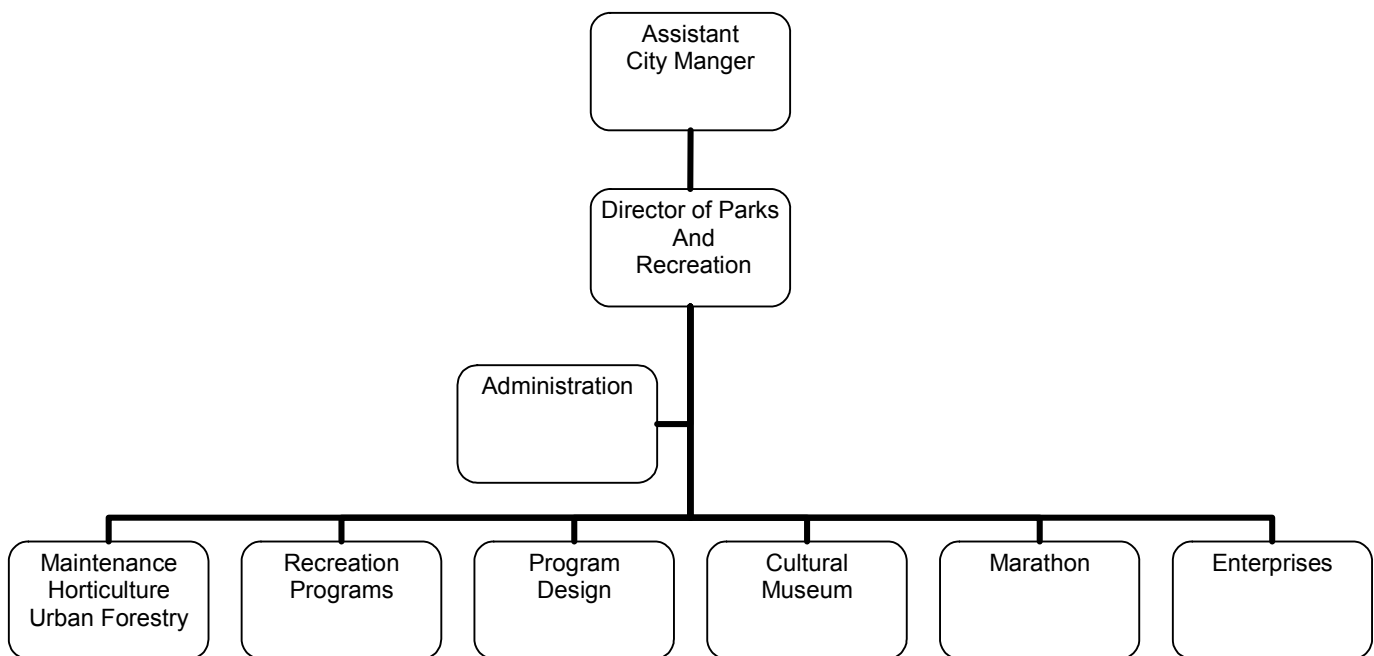 Assistant
City Manger
Director of Parks
And
Recreation
Administration
Maintenance
Horticulture
Urban Forestry
Recreation
Programs
Program
Design
Cultural
Museum
Marathon
Enterprises